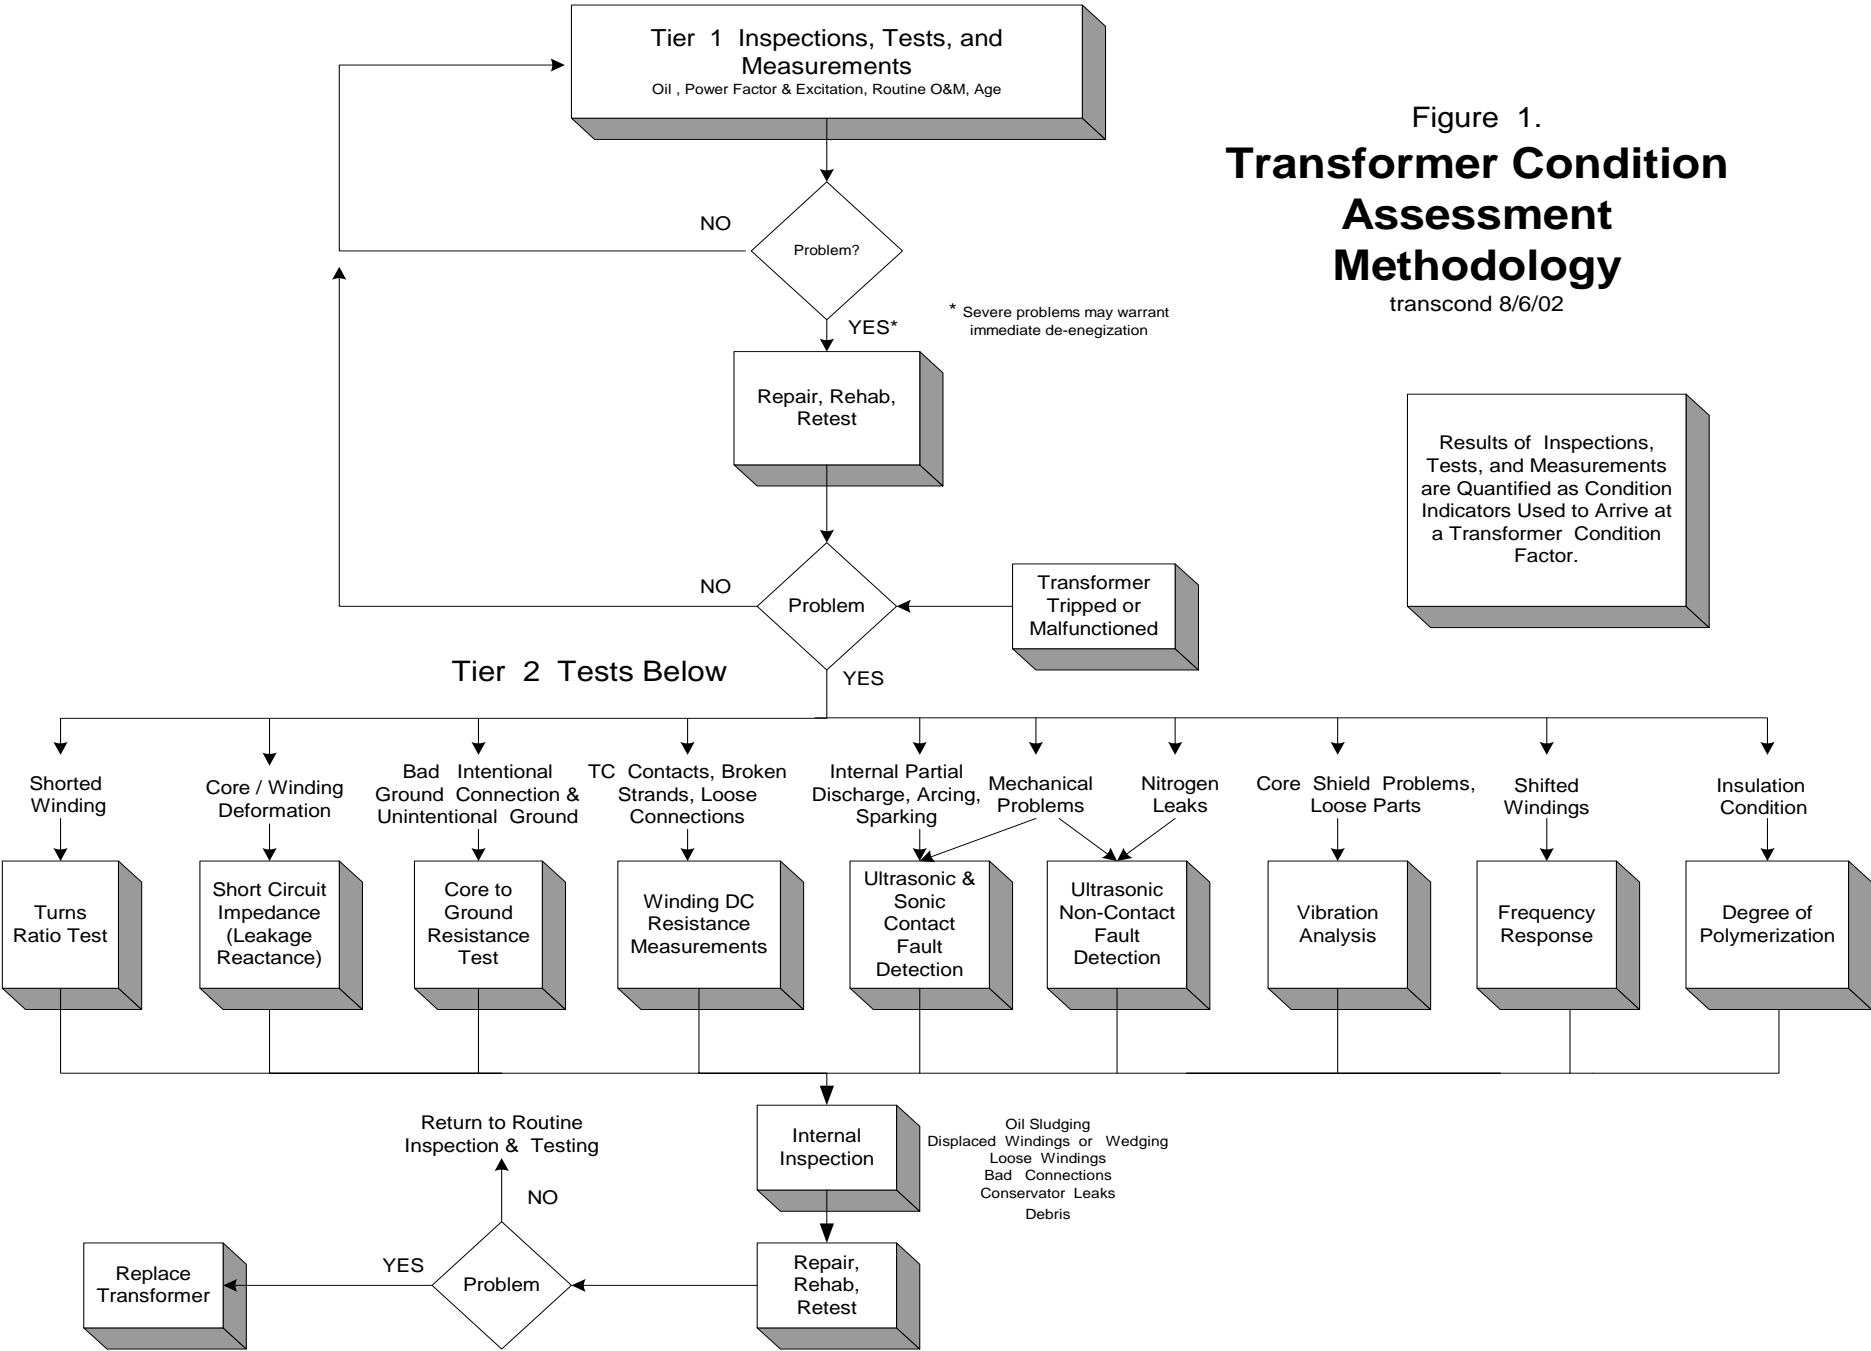 Tier 1 Inspections, Tests, and
Measurements
Oil , Power Factor & Excitation, Routine O&M, Age
Figure 1.
Transformer Condition
Assessment
Methodology
transcond 8/6/02
NO
Problem?
* Severe problems may warrant
immediate de-enegization
YES*
Repair, Rehab,
Retest
Results of Inspections,
Tests, and Measurements
are Quantified as Condition
Indicators Used to Arrive at
a Transformer Condition
Factor.
NO
Problem
Transformer
Tripped or
Malfunctioned
Tier 2 Tests Below
YES
Shorted
Winding
Core / Winding
Deformation
Bad Intentional
Ground Connection &
Unintentional Ground
TC Contacts, Broken
Strands, Loose
Connections
Internal Partial
Discharge, Arcing,
Sparking
Mechanical
Problems
Nitrogen
Leaks
Core Shield Problems,
Loose Parts
Shifted
Windings
Insulation
Condition
Turns
Ratio Test
Short Circuit
Impedance
(Leakage
Reactance)
Core to
Ground
Resistance
Test
Winding DC
Resistance
Measurements
Ultrasonic &
Sonic
Contact
Fault
Detection
Ultrasonic
Non-Contact
Fault
Detection
Vibration
Analysis
Frequency
Response
Degree of
Polymerization
Return to Routine
Inspection & Testing
Internal
Inspection
Oil Sludging
Displaced Windings or Wedging
Loose Windings
Bad Connections
Conservator Leaks
Debris
NO
Replace
Transformer
YES
Problem
Repair,
Rehab,
Retest